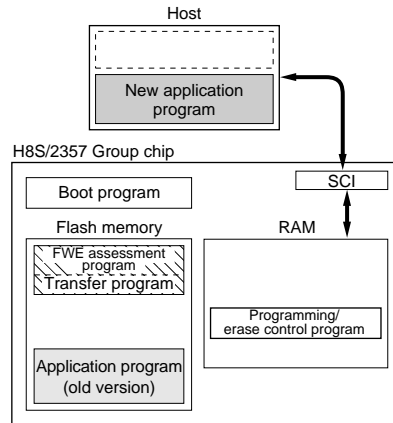 Host
New application
program
H8S/2357 Group chip
SCI
Boot program
Flash memory
RAM
FWE assessment
program
Transfer program
Programming/
erase control program
Application program
(old version)